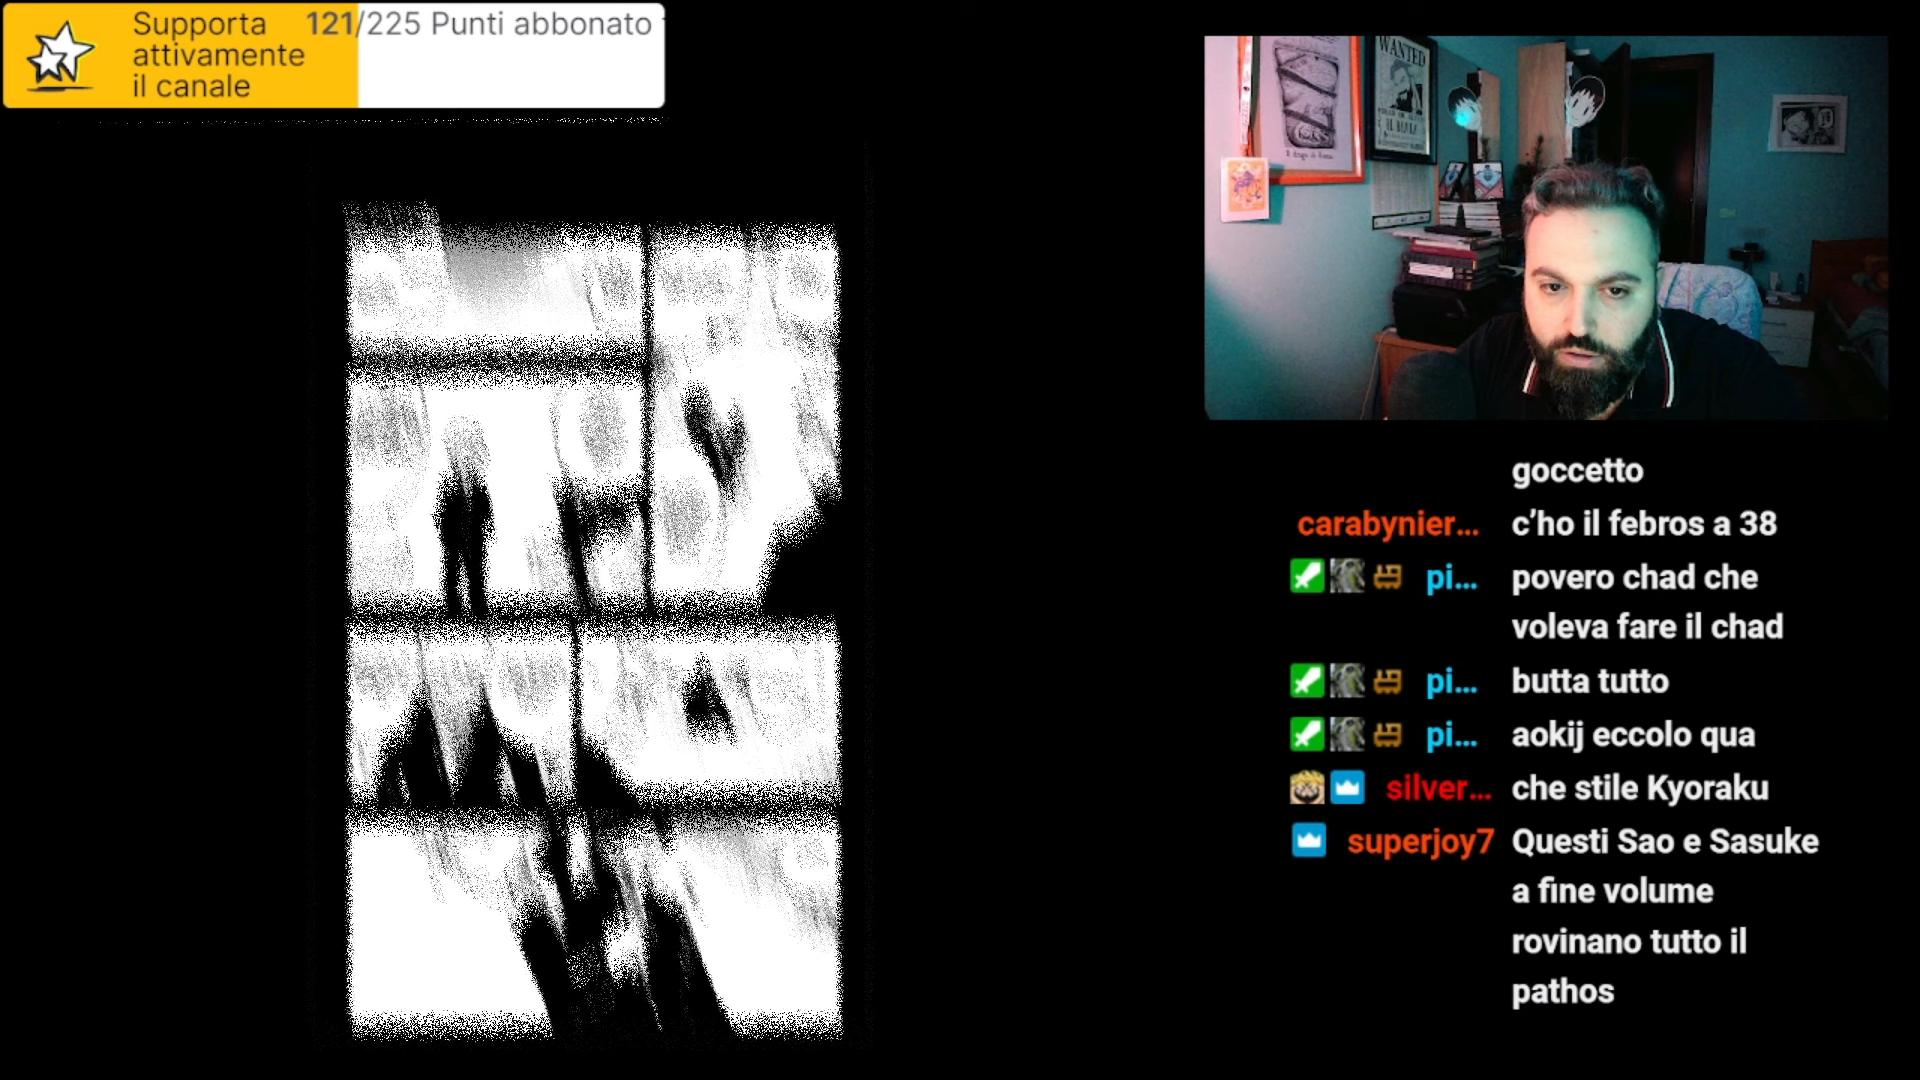 Supporta
attivamente
il canale
121/225 Punti abbonato
WANTED
goccetto
carabynier… c’ho il febros a 38
pi… povero chad che
voleva fare il chad
pi… butta tutto
pi… aokij eccolo qua
silver… che stile Kyoraku
superjoy7 Questi Sao e Sasuke
a fine volume
rovinano tutto il
pathos